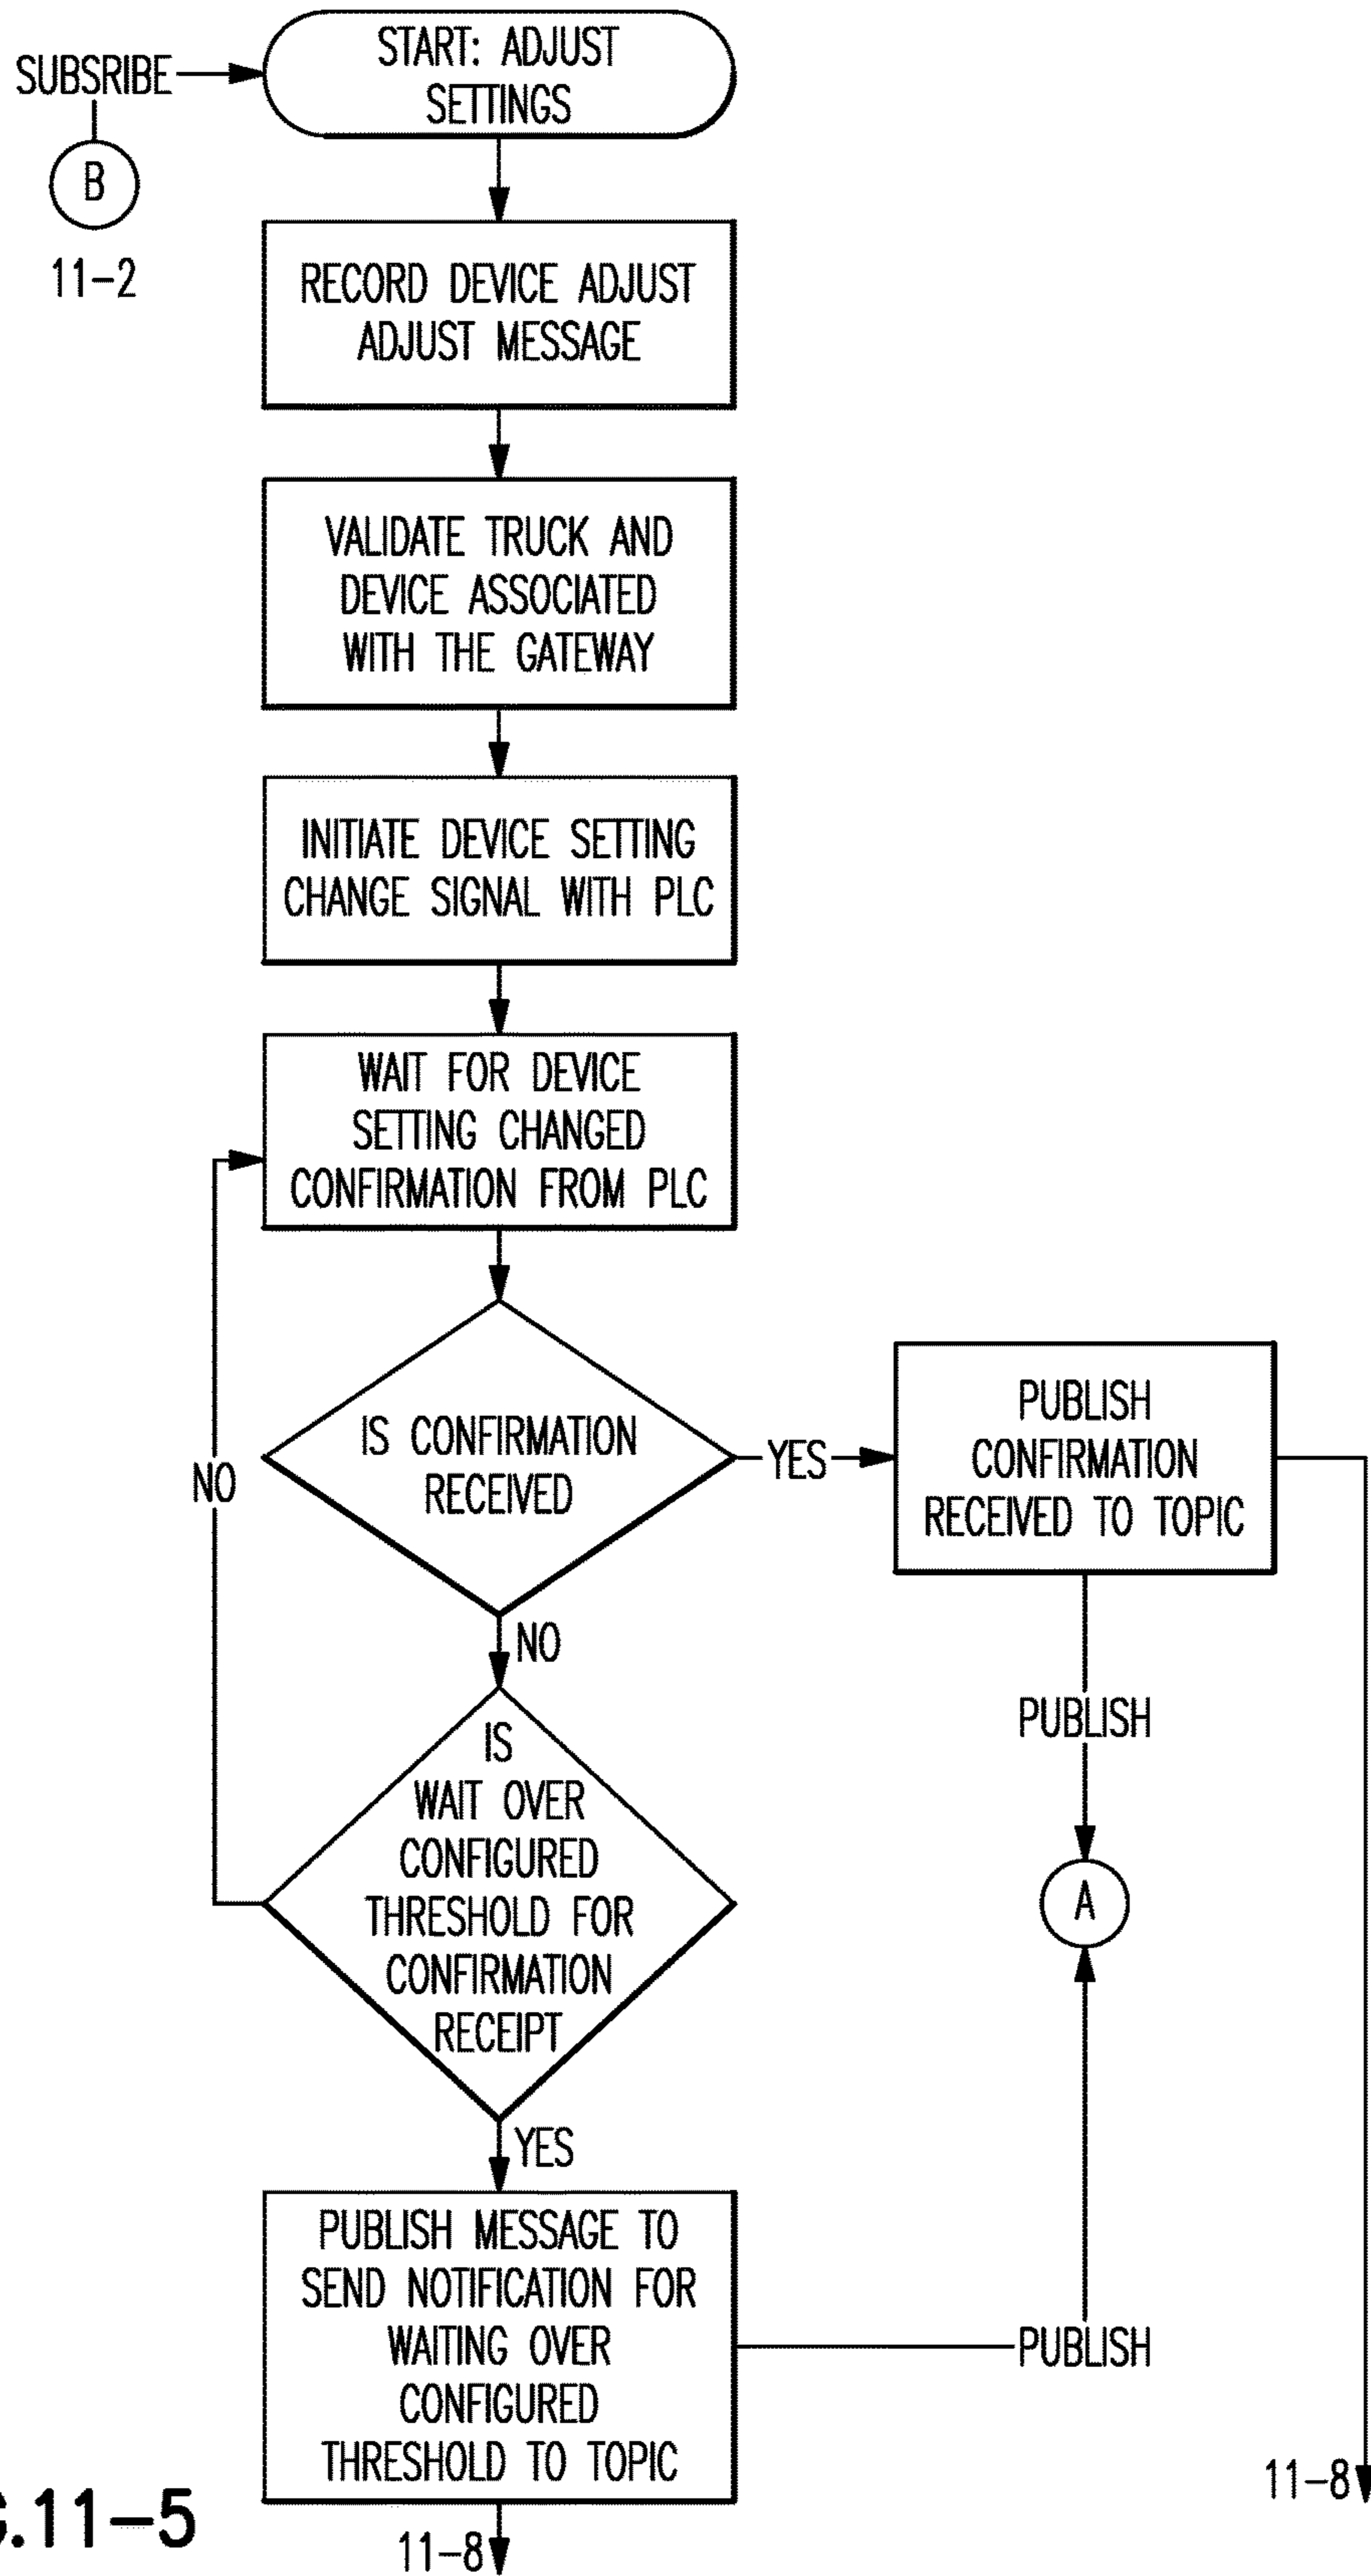 START: ADJUST
SETTINGS
SUBSRIBE
B
11-2
RECORD DEVICE ADJUST
ADJUST MESSAGE
VALIDATE TRUCK AND
DEVICE ASSOCIATED
WITH THE GATEWAY
INITIATE DEVICE SETTING
CHANGE SIGNAL WITH PLC
WAIT FOR DEVICE
SETTING CHANGED
CONFIRMATION FROM PLC
IS CONFIRMATION
RECEIVED
YES
PUBLISH
CONFIRMATION
RECEIVED TO TOPIC
NO
NO
PUBLISH
IS
WAIT OVER
CONFIGURED
THRESHOLD FOR
CONFIRMATION
RECEIPT
A
YES
PUBLISH MESSAGE TO
SEND NOTIFICATION FOR
WAITING OVER
CONFIGURED
THRESHOLD TO TOPIC
PUBLISH
11-8
11-8
.11-5